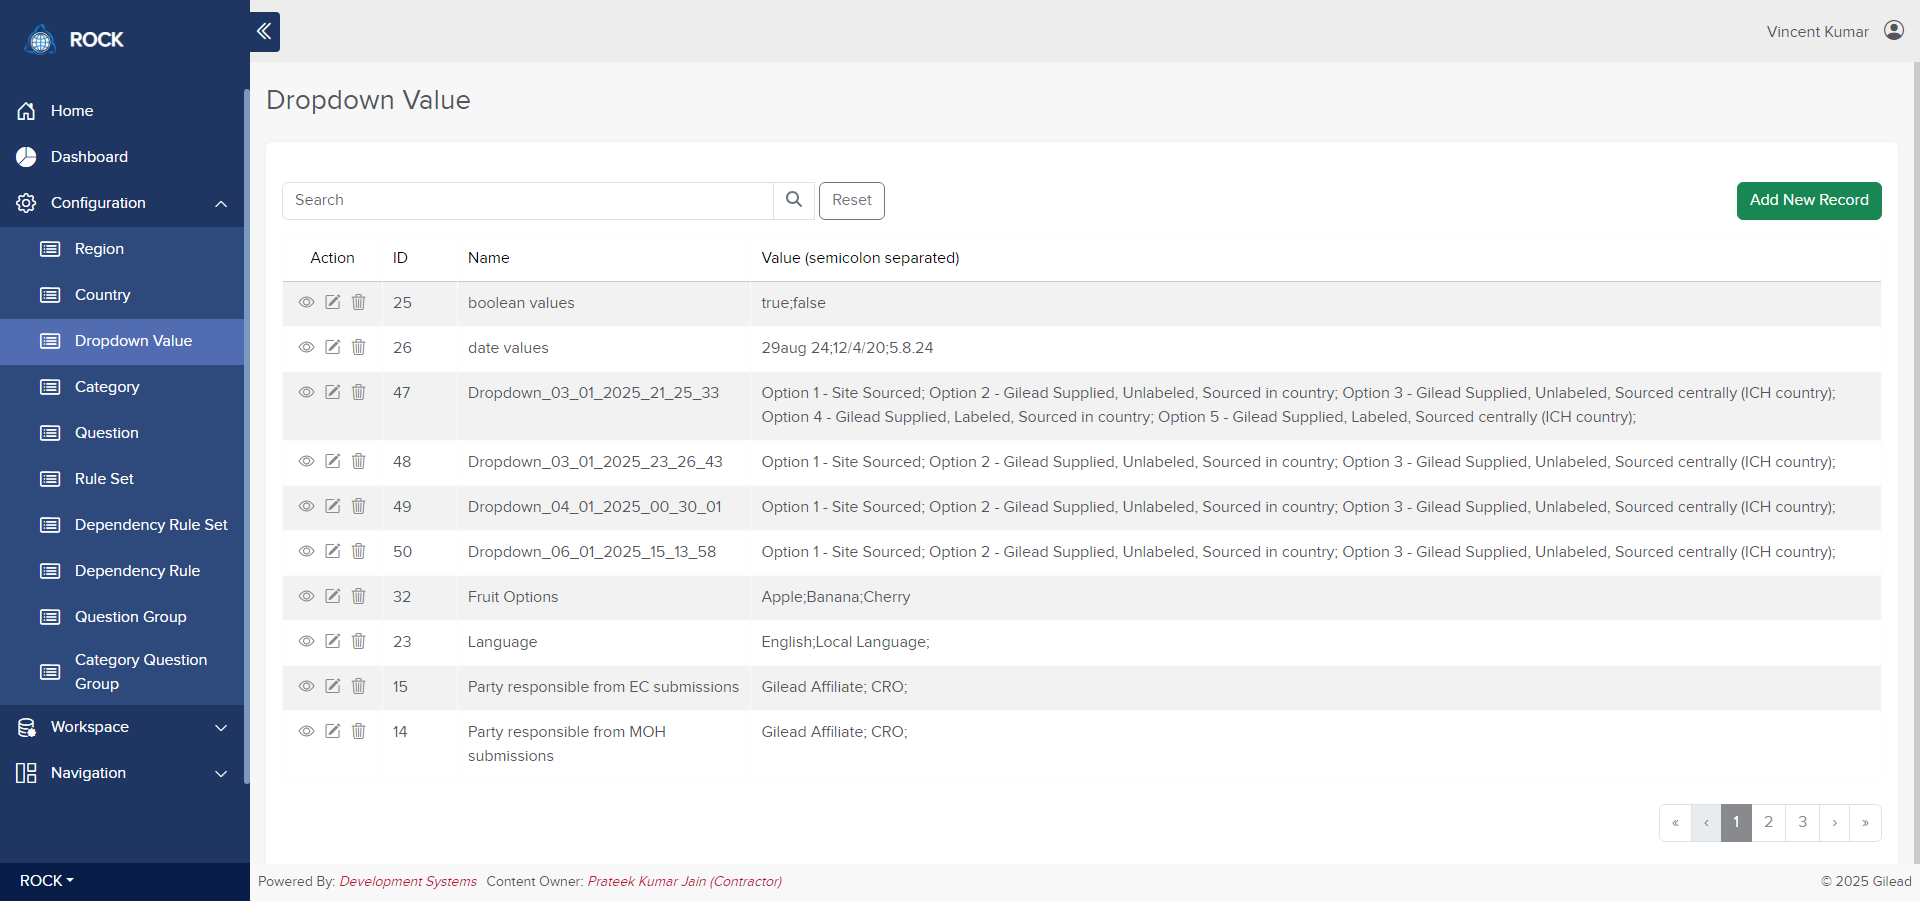 ROCK
Vincent Kumar
Home
Dashboard
Configuration
Region
Country
Dropdown Value
Category
Question
Rule Set
Dependency Rule Set
Dependency Rule
Question Group
Category Question
Group
Workspace
Navigation
ROCK
Dropdown Value
Search
Reset
Add New Record
Action ID Name Value (semicolon separated)
25 boolean values true;false
26 date values 29aug 24;12/4/20;5.8.24
47 Dropdown_03_01_2025_21_25_33 Option 1 - Site Sourced; Option 2 - Gilead Supplied, Unlabeled, Sourced in country; Option 3 - Gilead Supplied, Unlabeled, Sourced centrally (ICH country);
Option 4 - Gilead Supplied, Labeled, Sourced in country; Option 5 - Gilead Supplied, Labeled, Sourced centrally (ICH country);
48 Dropdown_03_01_2025_23_26_43 Option 1 - Site Sourced; Option 2 - Gilead Supplied, Unlabeled, Sourced in country; Option 3 - Gilead Supplied, Unlabeled, Sourced centrally (ICH country);
49 Dropdown_04_01_2025_00_30_01 Option 1 - Site Sourced; Option 2 - Gilead Supplied, Unlabeled, Sourced in country; Option 3 - Gilead Supplied, Unlabeled, Sourced centrally (ICH country);
50 Dropdown_06_01_2025_15_13_58 Option 1 - Site Sourced; Option 2 - Gilead Supplied, Unlabeled, Sourced in country; Option 3 - Gilead Supplied, Unlabeled, Sourced centrally (ICH country);
32 Fruit Options Apple;Banana;Cherry
23 Language English;Local Language;
15 Party responsible from EC submissions Gilead Affiliate; CRO;
14 Party responsible from MOH Gilead Affiliate; CRO;
submissions
« ‹ 1 2 3 › »
Powered By: Development Systems Content Owner: Prateek Kumar Jain (Contractor)
© 2025 Gilead